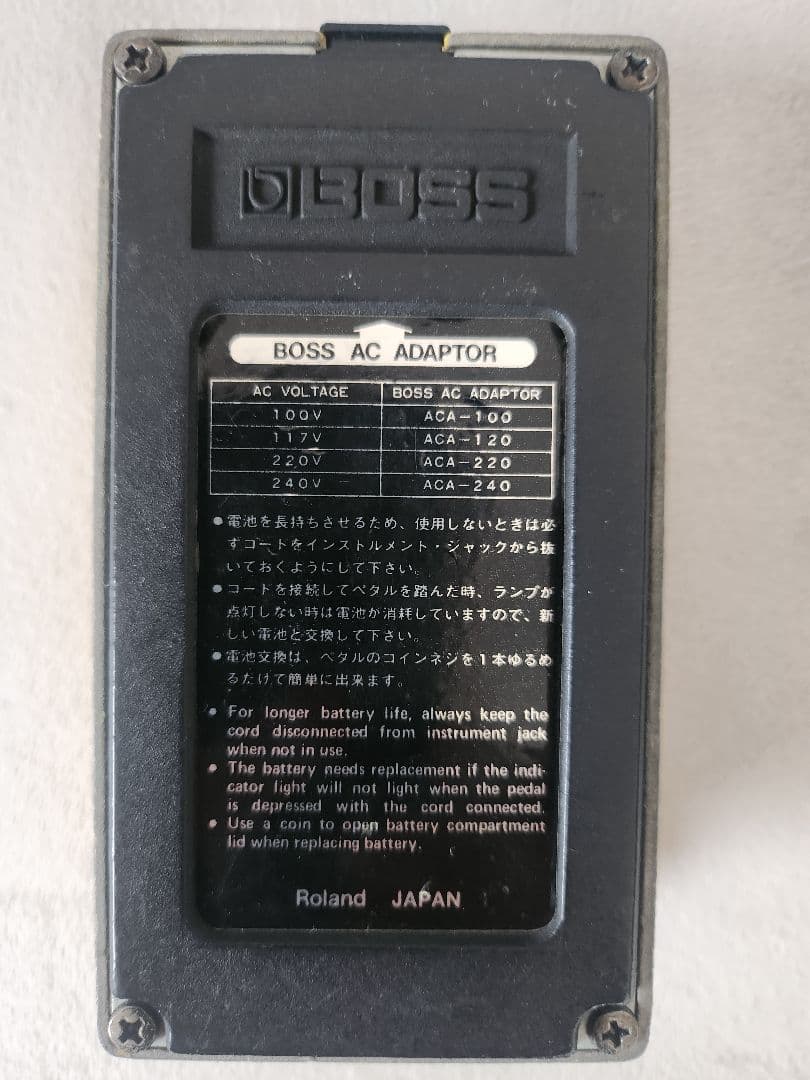 BOSS
BOSS AC ADAPTOR
AC VOLTAGE BOSS AC ADAPTOR
100V ACA-100
117V ACA-120
220V ACA-220
240V ACA-240
●電池を長持ちさせるため、使用しないときは必
ずコードをインストルメント・ジャックから抜
いておくようにして下さい。
●コードを接続してペダルを踏んだ時、ランプが
点灯しない時は電池が消耗していますので、新
しい電池と交換して下さい。
●電池交換は、ペダルのコインネジを1本ゆるめ
るだけで簡単に出来ます。
● For longer battery life, always keep the
cord disconnected from instrument jack
when not in use.
● The battery needs replacement if the indi-
cator light will not light when the pedal
is depressed with the cord connected.
● Use a coin to open battery compartment
lid when replacing battery.
Roland JAPAN